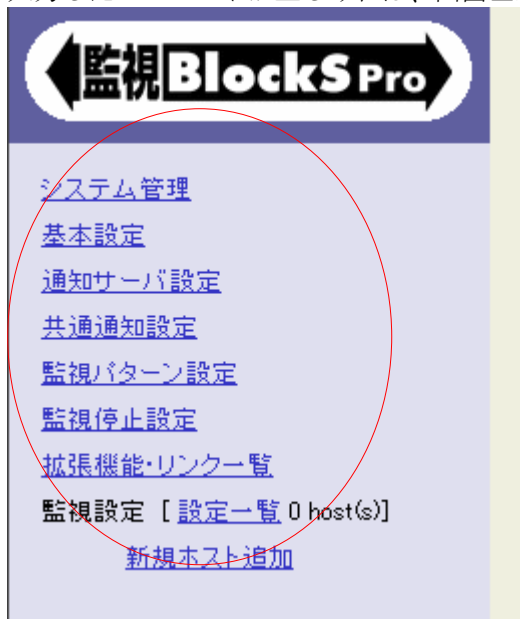 監視BlockS Pro
システム管理
基本設定
通知サーバ設定
共通通知設定
監視パターン設定
監視停止設定
拡張機能・リンク一覧
監視設定 [ 設定一覧 0 host(s)]
新規ホスト追加